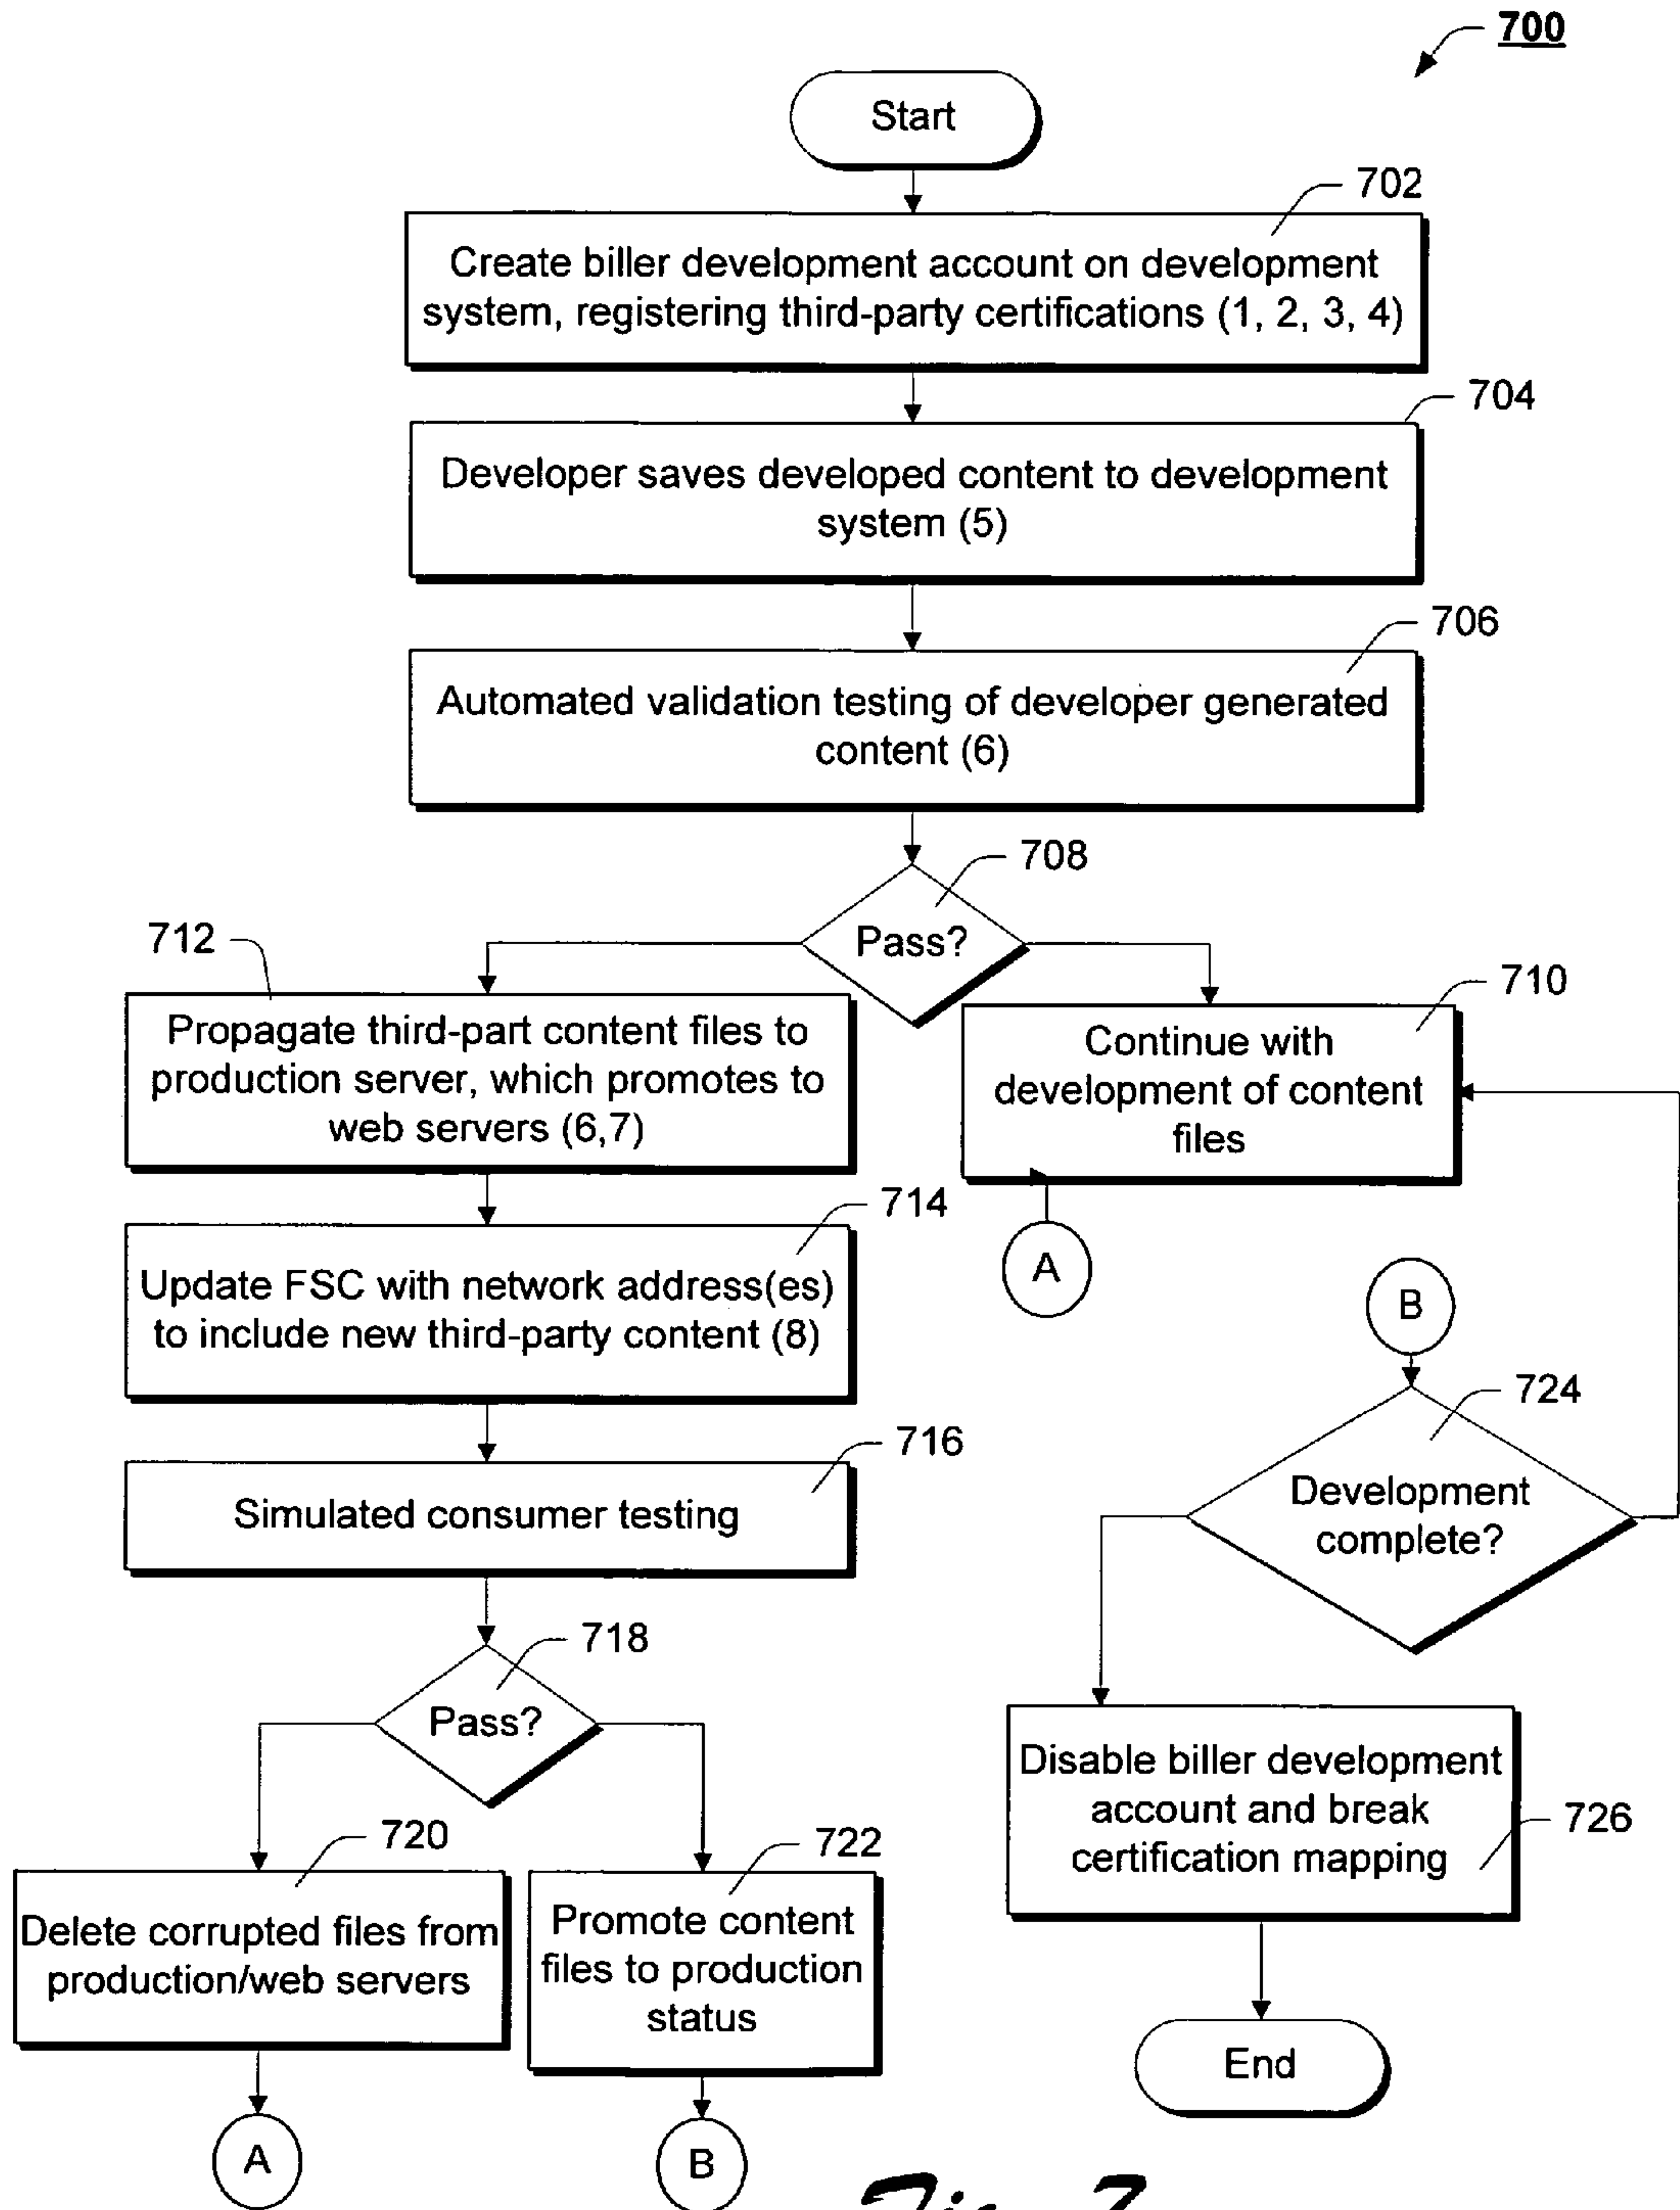 700
Start
702
Create biller development account on development
system, registering third-party certifications (1, 2, 3, 4)
704
Developer saves developed content to development
system (5)
706
Automated validation testing of developer generated
content (6)
708
Pass?
712
Propagate third-part content files to
production server, which promotes to
web servers (6,7)
710
Continue with
development of content
files
A
714
Update FSC with network address(es)
to include new third-party content (8)
B
716
Simulated consumer testing
724
Development
complete?
718
Pass?
720
Delete corrupted files from
production/web servers
722
Promote content
files to production
status
Disable biller development
account and break
certification mapping
726
End
A
B
Fig. 7